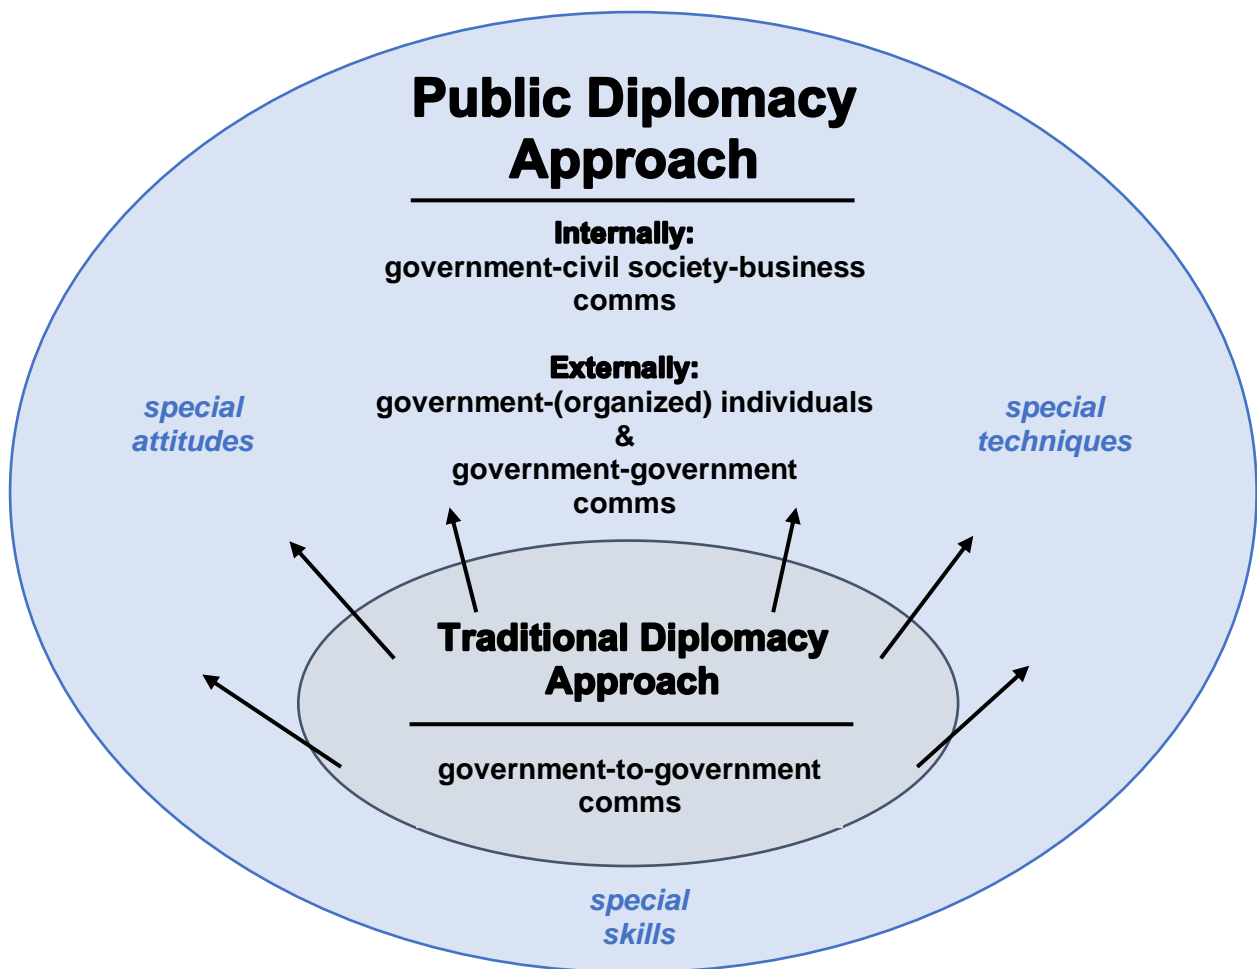 Public Diplomacy
Approach
Internally:
government-civil society-business
comms
Externally:
government-(organized) individuals
&
government-government
comms
special
attitudes
special
techniques
Traditional Diplomacy
Approach
government-to-government
comms
special
skills